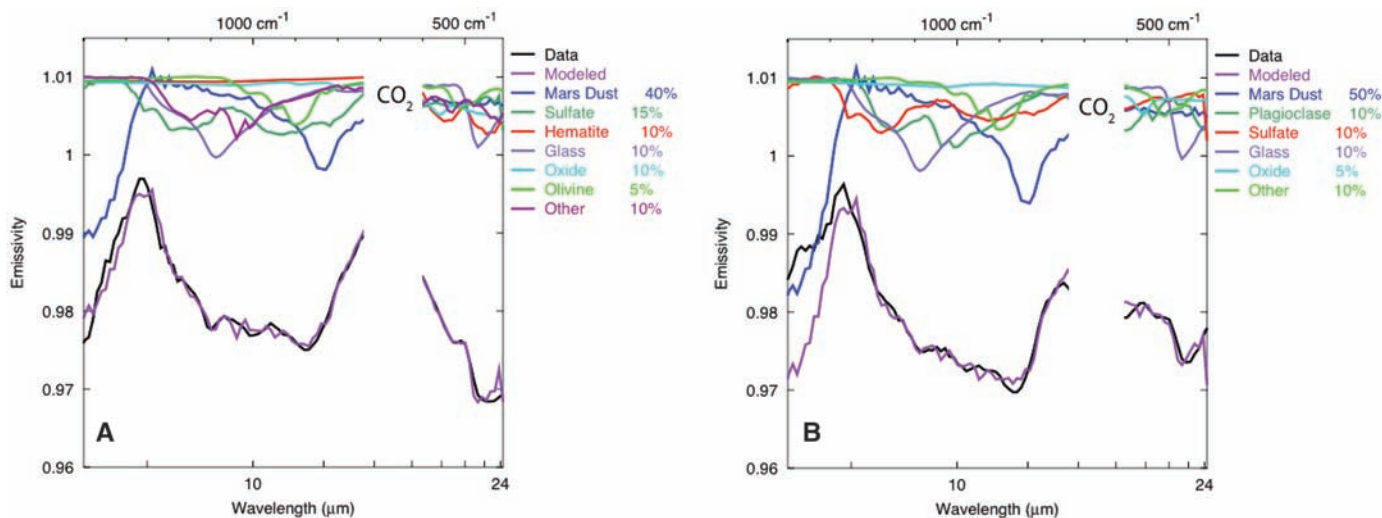 1000 cm-1 500 cm-1
1.01
1
0.99
0.98
0.97
0.96
Emissivity
CO2
A
10 24
Wavelength (μm)
Data
Modeled
Mars Dust 40%
Sulfate 15%
Hematite 10%
Glass 10%
Oxide 10%
Olivine 5%
Other 10%
1000 cm-1 500 cm-1
1.01
1
0.99
0.98
0.97
0.96
Emissivity
CO2
B
10 24
Wavelength (μm)
Data
Modeled
Mars Dust 50%
Plagioclase 10%
Sulfate 10%
Glass 10%
Oxide 5%
Other 10%